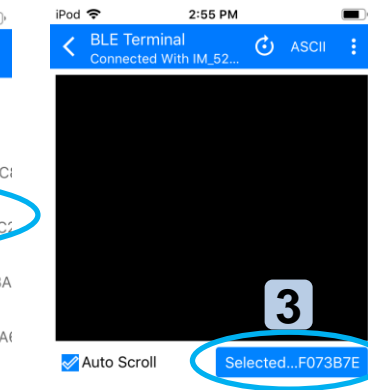 iPod 2:55 PM
BLE Terminal
Connected With IM_52...
ASCII
3
Auto Scroll
Selected...F073B7E